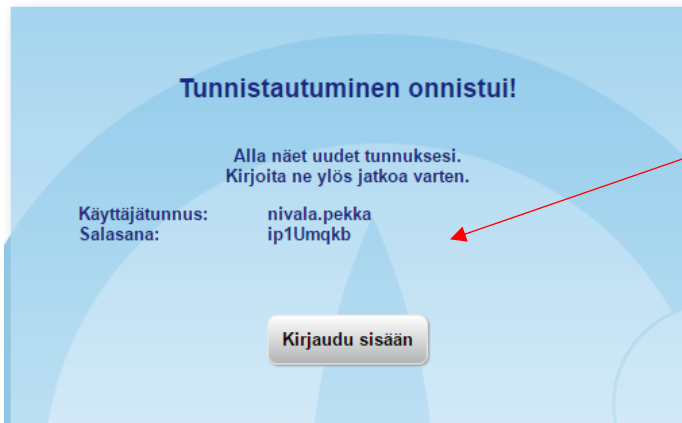 Tunnistautuminen onnistui!
Alla näet uudet tunnuksesi.
Kirjoita ne ylös jatkoa varten.
Käyttäjätunnus: nivala.pekka
Salasana: ip1Umqkb
Kirjaudu sisään